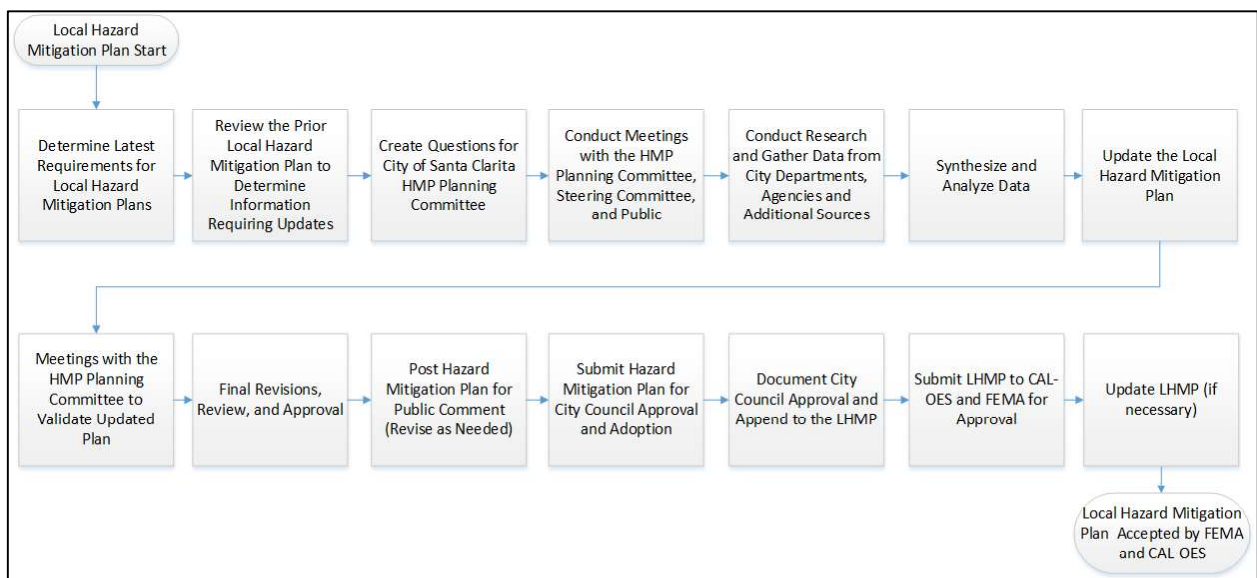 Local Hazard
Mitigation Plan Start
Determine Latest
Requirements for
Local Hazard
Mitigation Plans
Review the Prior
Local Hazard
Mitigation Plan to
Determine
Information
Requiring Updates
Create Questions for
City of Santa Clarita
HMP Planning
Committee
Conduct Meetings
with the HMP
Planning Committee,
Steering Committee,
and Public
Conduct Research
and Gather Data from
City Departments,
Agencies and
Additional Sources
Synthesize and
Analyze Data
Update the Local
Hazard Mitigation
Plan
Meetings with the
HMP Planning
Committee to
Validate Updated
Plan
Final Revisions,
Review, and Approval
Post Hazard
Mitigation Plan for
Public Comment
(Revise as Needed)
Submit Hazard
Mitigation Plan for
City Council Approval
and Adoption
Document City
Council Approval and
Append to the LHMP
Submit LHMP to CAL-
OES and FEMA for
Approval
Update LHMP (if
necessary)
Local Hazard Mitigation
Plan Accepted by FEMA
and CAL OES